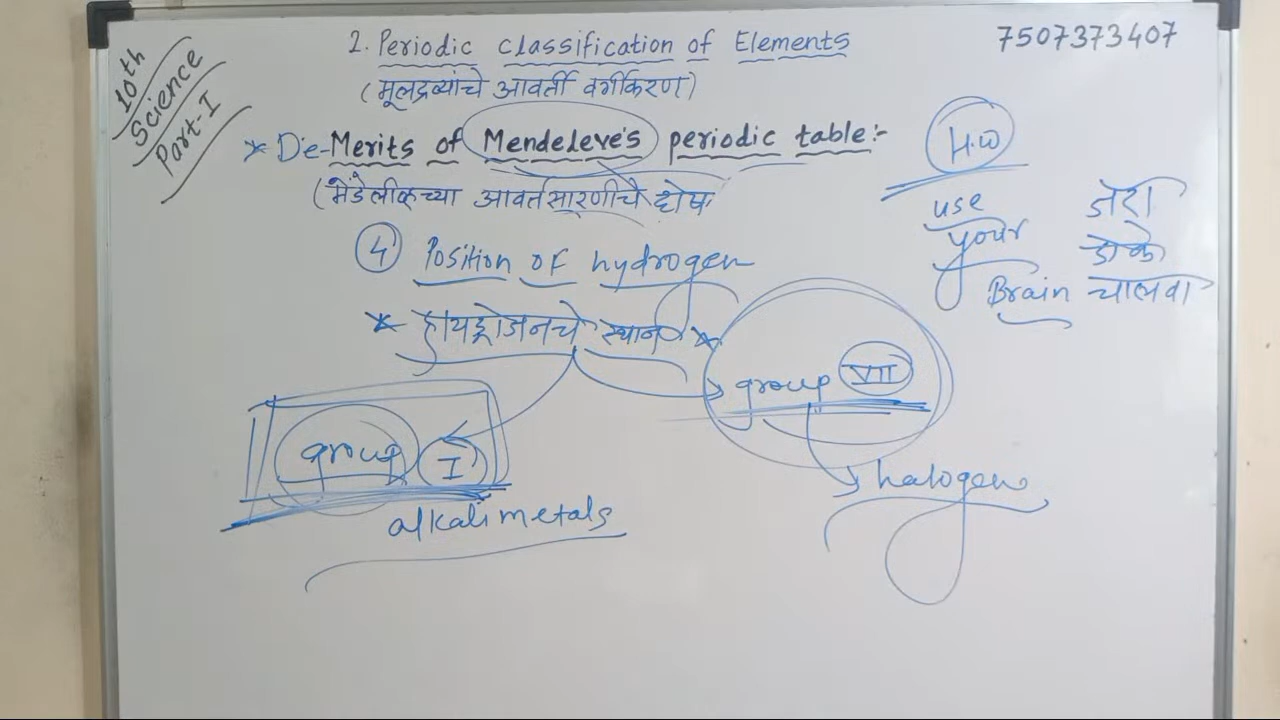 10th
Science
Part-I
2. Periodic classification of Elements
(मूलद्रव्यांचे आवर्ती वर्गीकरण)
7507373407
* De-Merits of Mendeleve's periodic table:-
(मेंडेलीफच्या आवर्तसारणीचे दोष
H.W
use your Brain
जरा डोके चालवा
4 Position of hydrogen
* हायड्रोजनचे स्थान *
group VII
group I
halogen
alkali metals